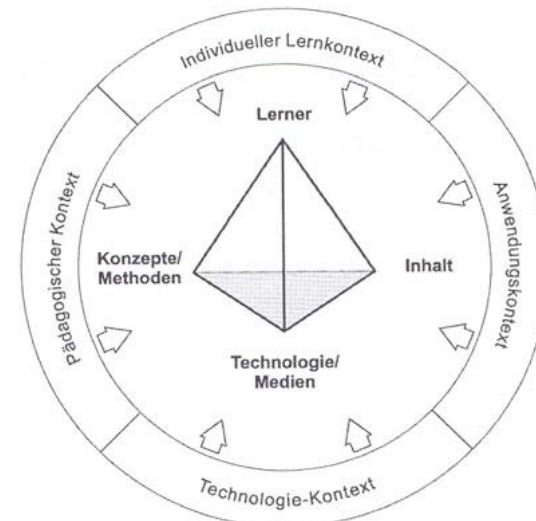 Individueller Lernkontext
Lerner
Pädagogischer Kontext
Konzepte/
Methoden
Inhalt
Anwendungskontext
Technologie/
Medien
Technologie-Kontext